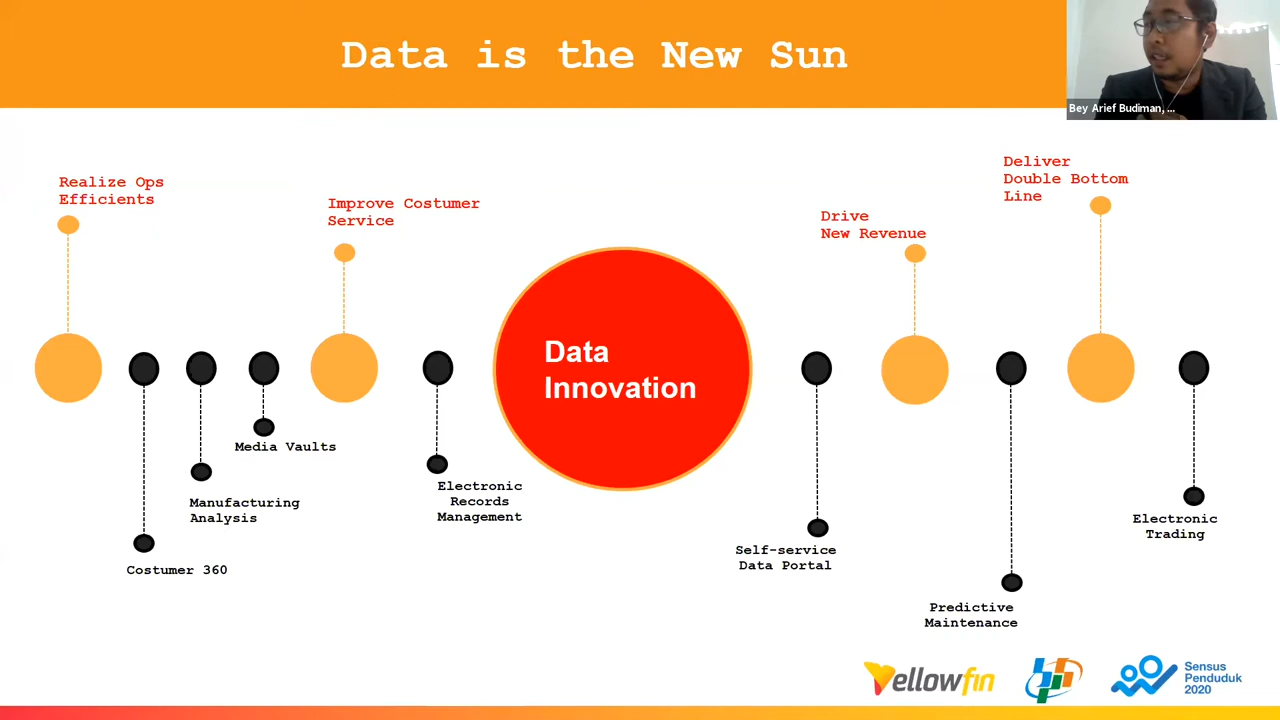 Data is the New Sun
Bey Arief Budiman, ...
Realize Ops
Efficients
Improve Costumer
Service
Drive
New Revenue
Deliver
Double Bottom
Line
Data
Innovation
Media Vaults
Manufacturing
Analysis
Costumer 360
Electronic
Records
Management
Self-service
Data Portal
Predictive
Maintenance
Electronic
Trading
Yellowfin
Sensus
Penduduk
2020